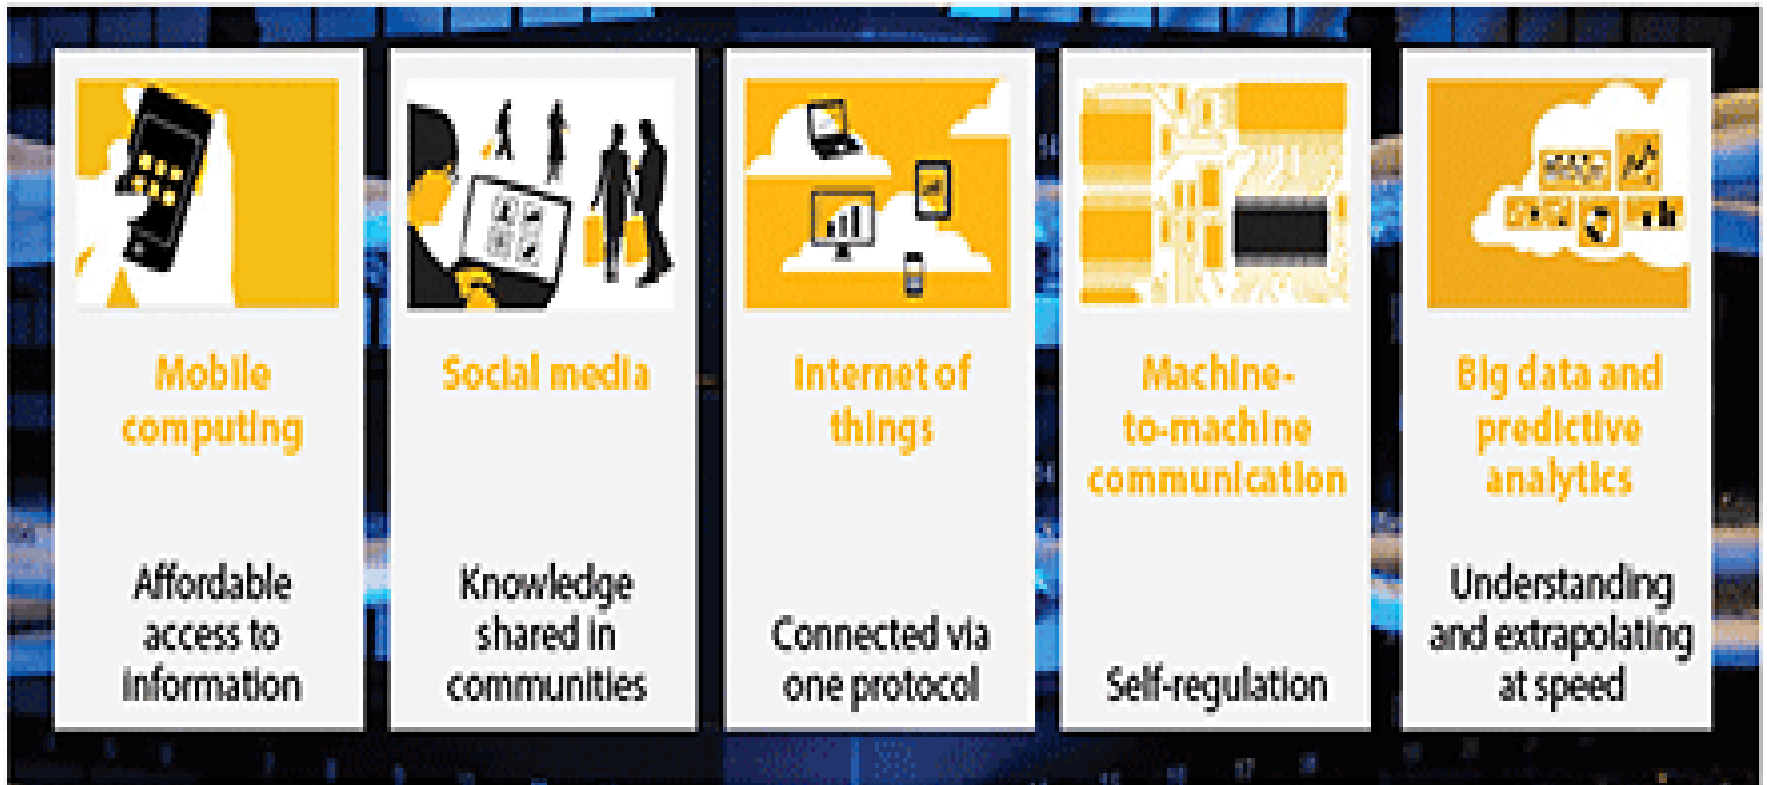 Mobile
computing
Affordable
access to
information
Social media
Knowledge
shared in
communities
Internet of
things
Connected via
one protocol
Machine-
to-machine
communication
Self-regulation
Big data and
predictive
analytics
Understanding
and extrapolating
at speed